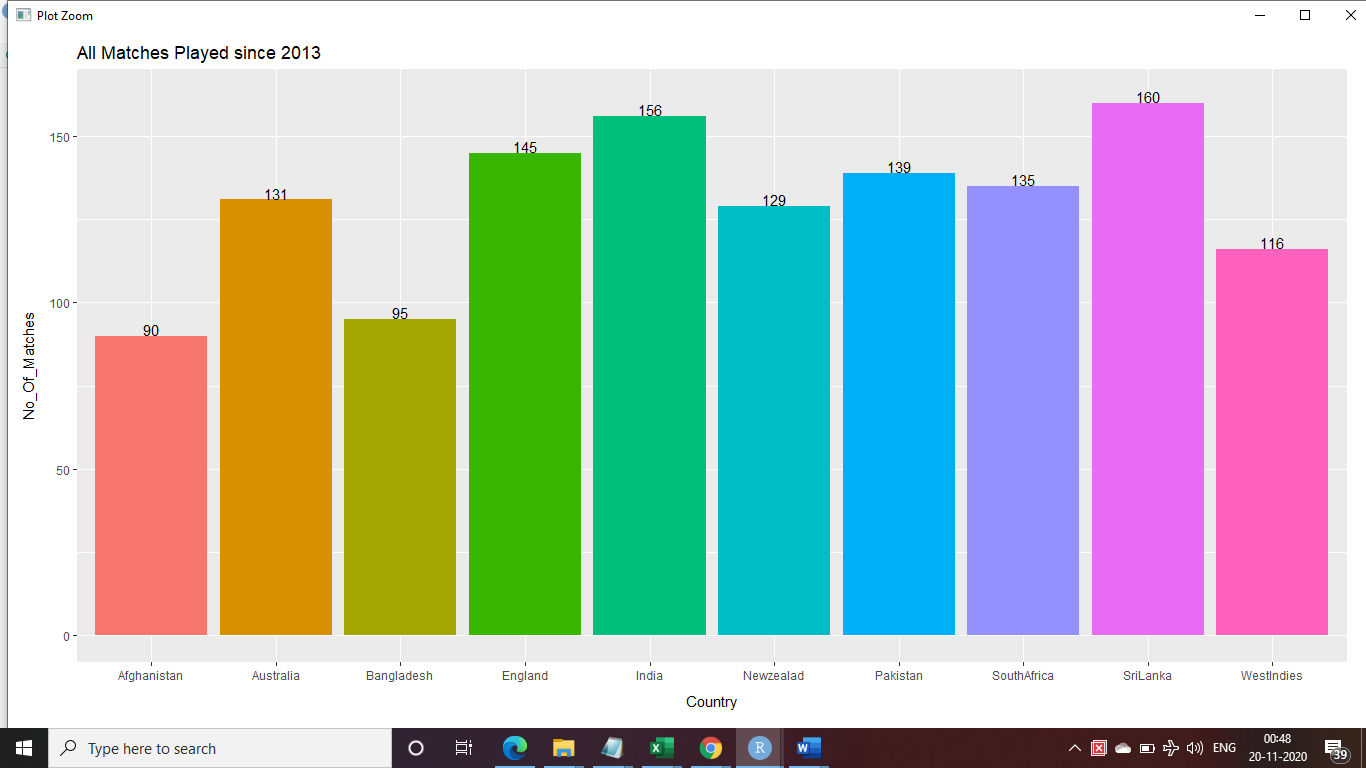 Plot Zoom
All Matches Played since 2013
No_Of_Matches
150
100
50
0
90
131
95
145
156
129
139
135
160
116
Afghanistan
Australia
Bangladesh
England
India
Newzealad
Pakistan
SouthAfrica
SriLanka
WestIndies
Country
Type here to search
R
ENG
00:48
20-11-2020
39